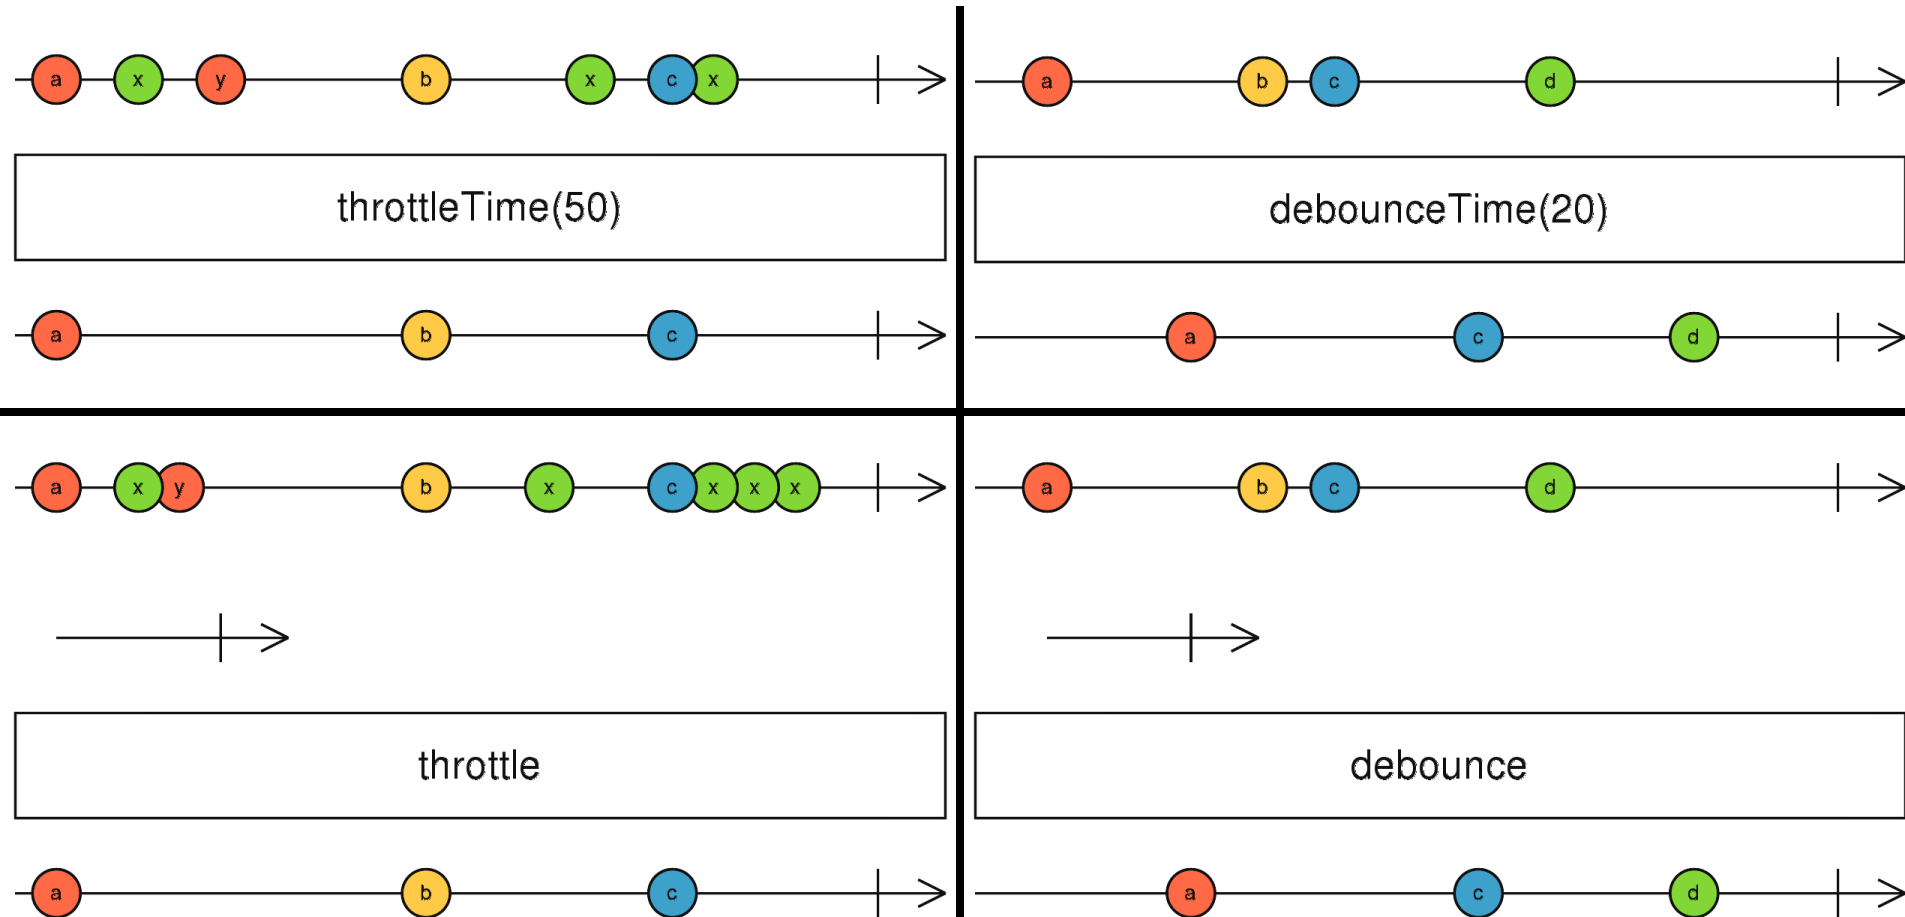 a x y b x c x
throttleTime(50)
a b c
a b c d
debounceTime(20)
a c d
a x y b x c x x x
throttle
a b c
a b c d
debounce
a c d